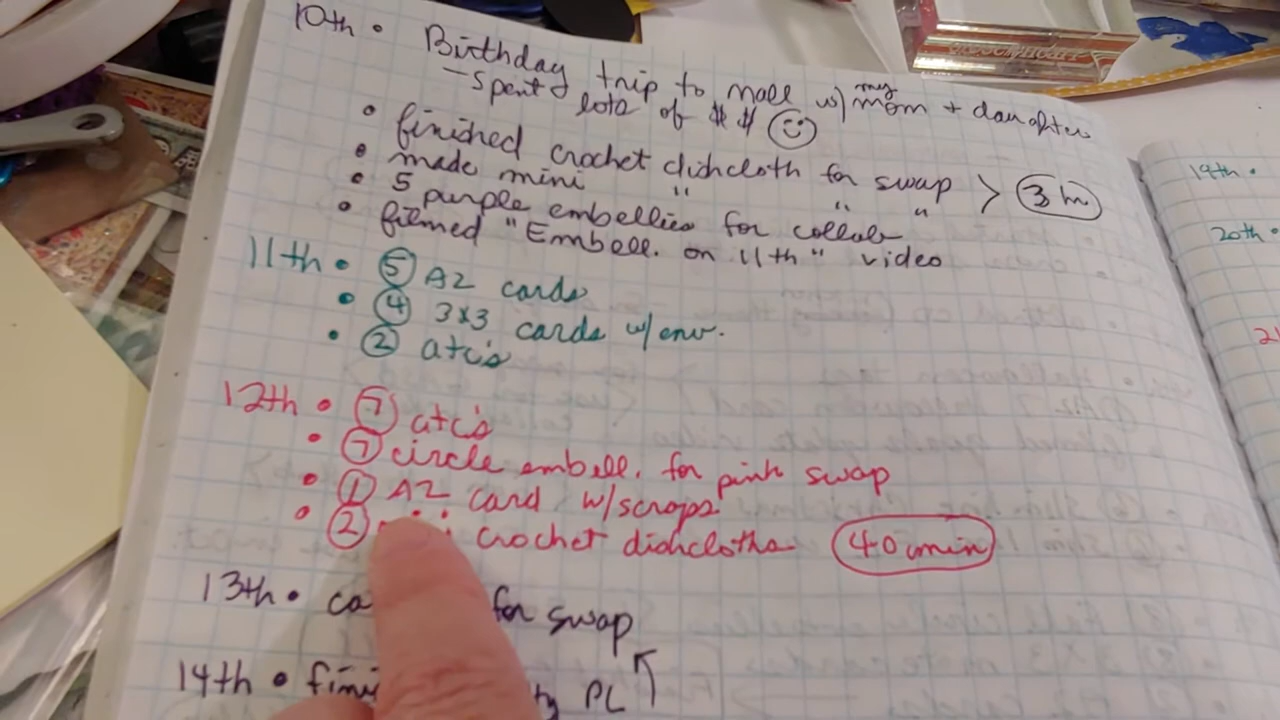 10th • Birthday trip to mall w/ my mom + daughter
- spent lots of $$ ☺
• finished crochet dishcloth for swap > 3 hr
• made mini " " "
• 5 purple embellies for collab
• filmed "Embell. on 11th" video
11th • 5 A2 cards
• 4 3x3 cards w/ env.
• 2 atc's
12th • 7 atc's
• 7 circle embell. for pink swap
• 1 A2 card w/ scraps
• 2 crochet dishcloths 40 min
13th • for swap
14th • PL
19th •
20th •